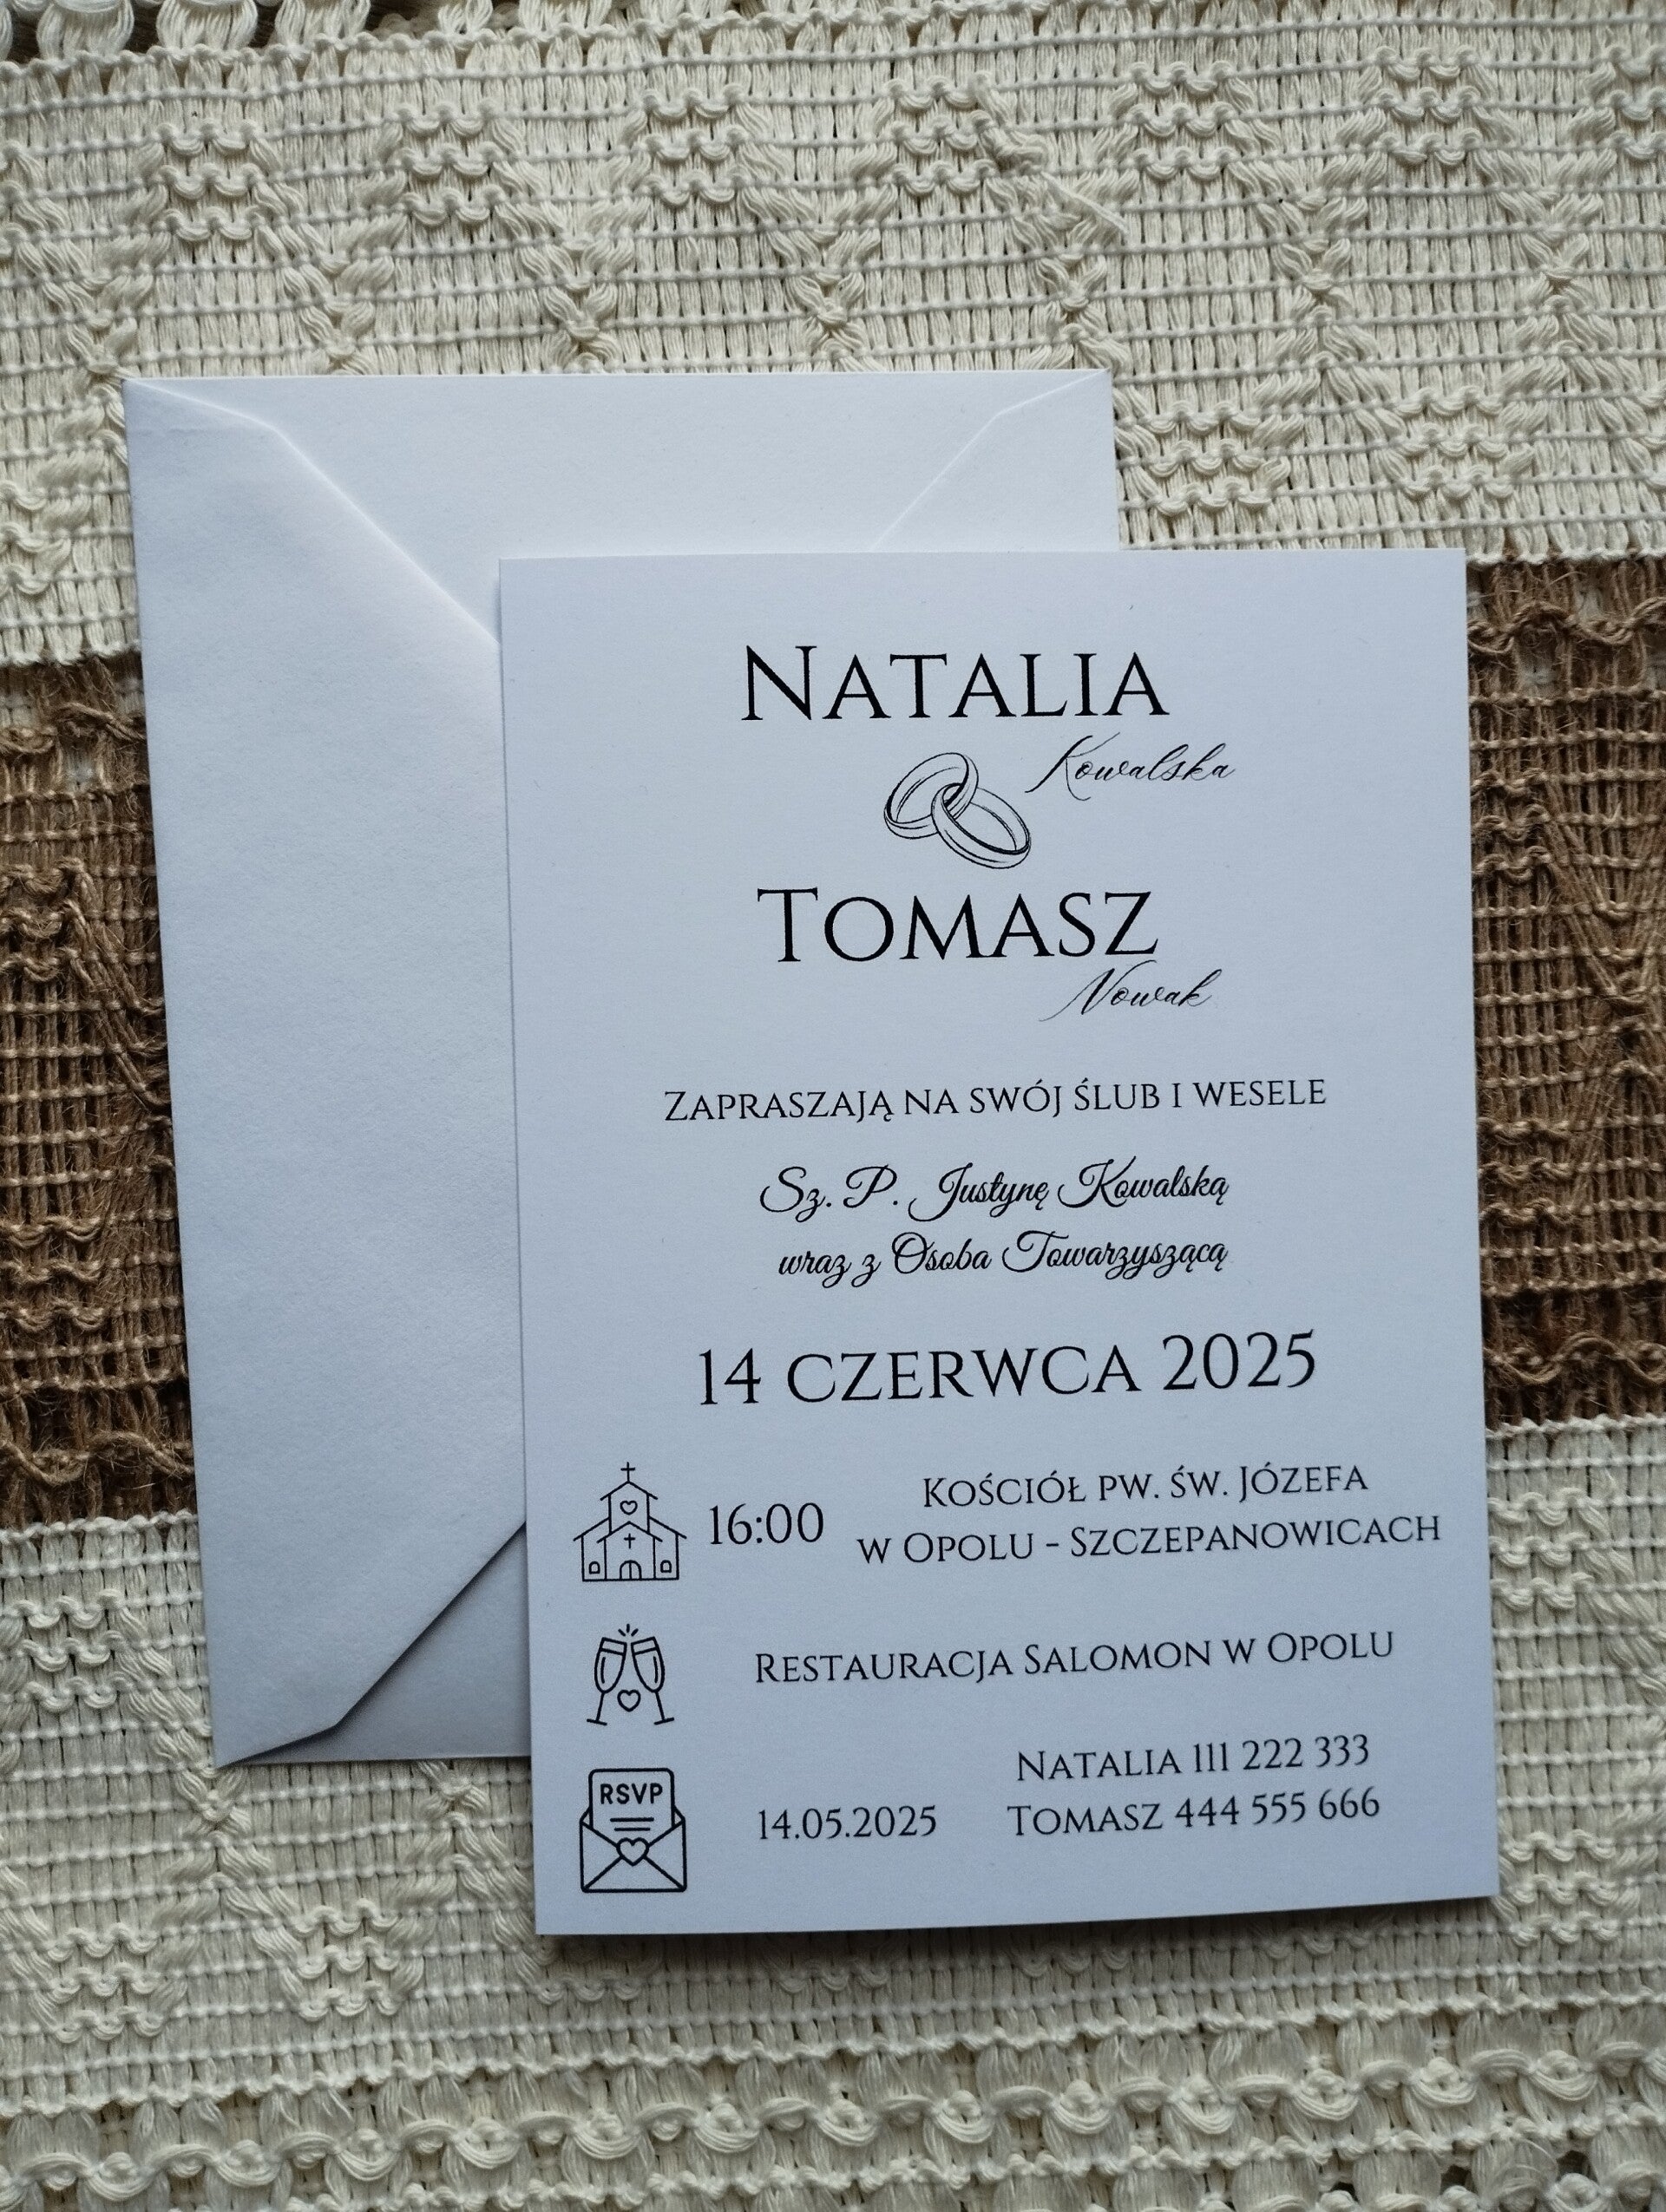 Natalia
Kowalska
Tomasz
Nowak
Zapraszają na swój ślub i wesele
Sz. P. Justynę Kowalską
wraz z Osoba Towarzyszącą
14 czerwca 2025
16:00
Kościół pw. św. Józefa
w Opolu - Szczepanowicach
Restauracja Salomon w Opolu
RSVP
14.05.2025
Natalia 111 222 333
Tomasz 444 555 666